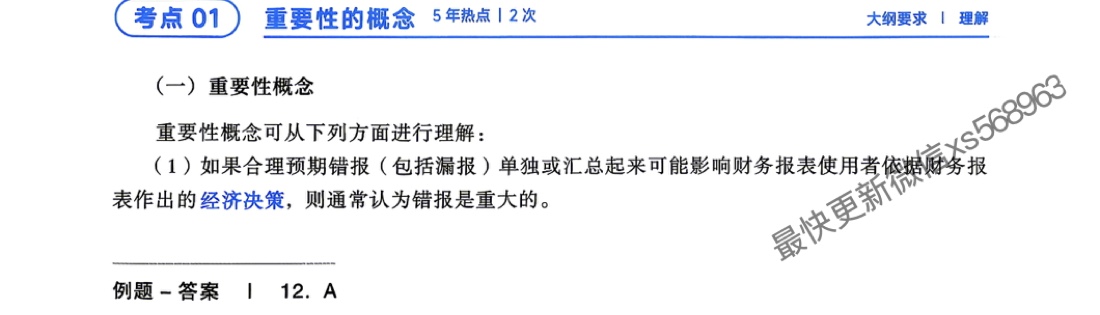 考点 01 重要性的概念 5年热点 | 2次 大纲要求 | 理解
（一）重要性概念
重要性概念可从下列方面进行理解：
（1）如果合理预期错报（包括漏报）单独或汇总起来可能影响财务报表使用者依据财务报
表作出的经济决策，则通常认为错报是重大的。
最快更新微信xs568963
例题－答案 | 12. A